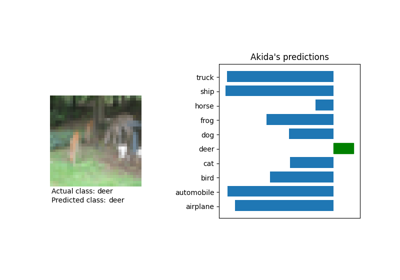 Akida's predictions
truck
ship
horse
frog
dog
deer
cat
bird
automobile
airplane
Actual class: deer
Predicted class: deer